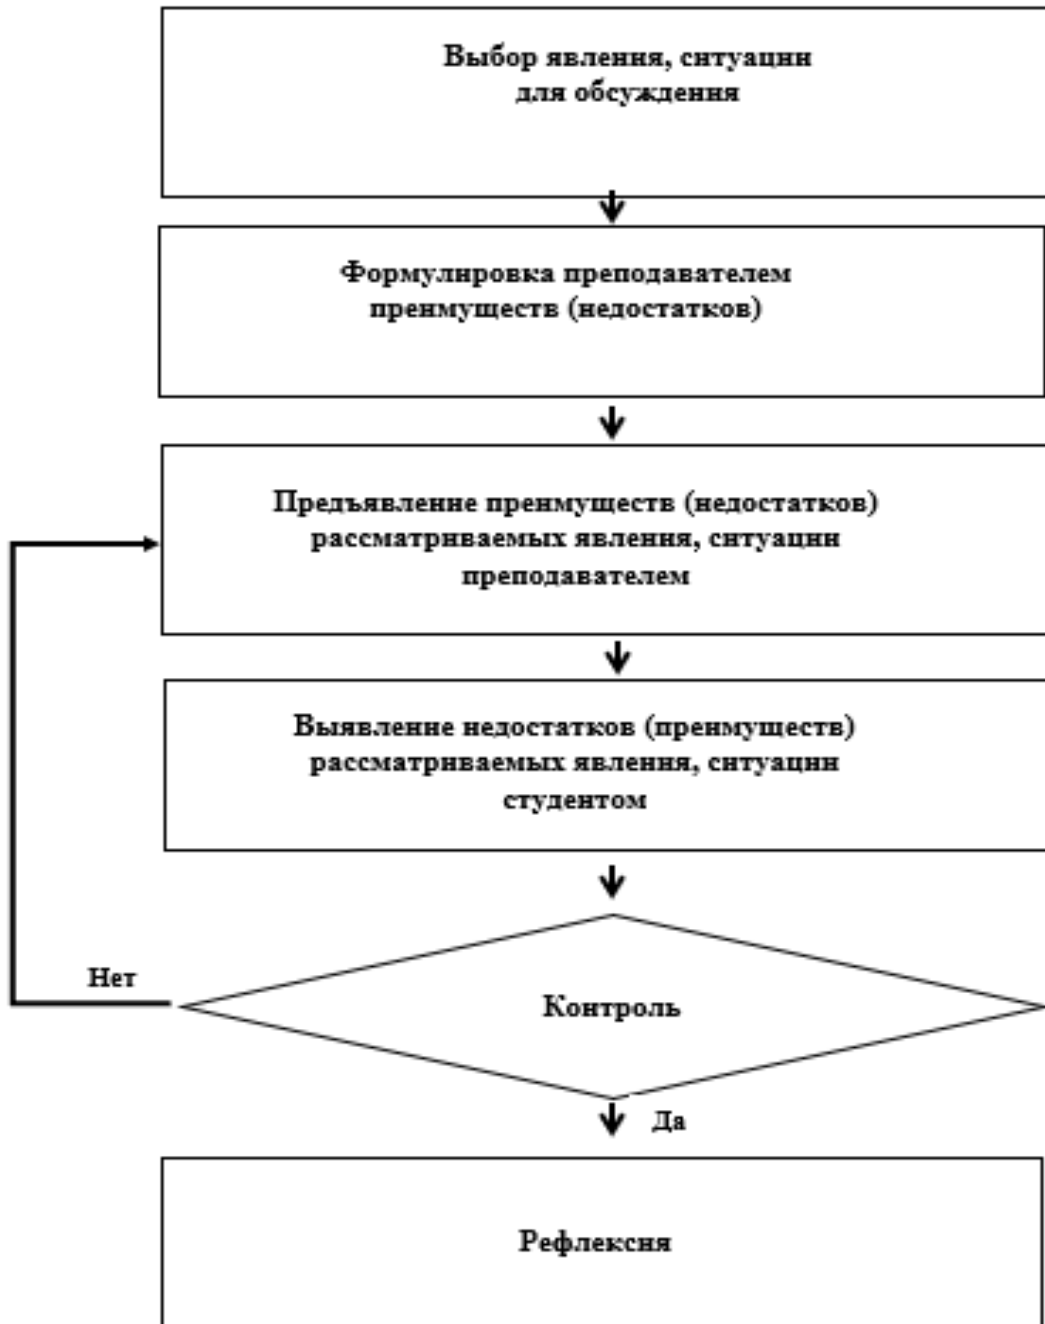 Выбор явления, ситуации
для обсуждения
Формулировка преподавателем
преимуществ (недостатков)
Предъявление преимуществ (недостатков)
рассматриваемых явления, ситуации
преподавателем
Выявление недостатков (преимуществ)
рассматриваемых явления, ситуации
студентом
Нет
Контроль
Да
Рефлексия